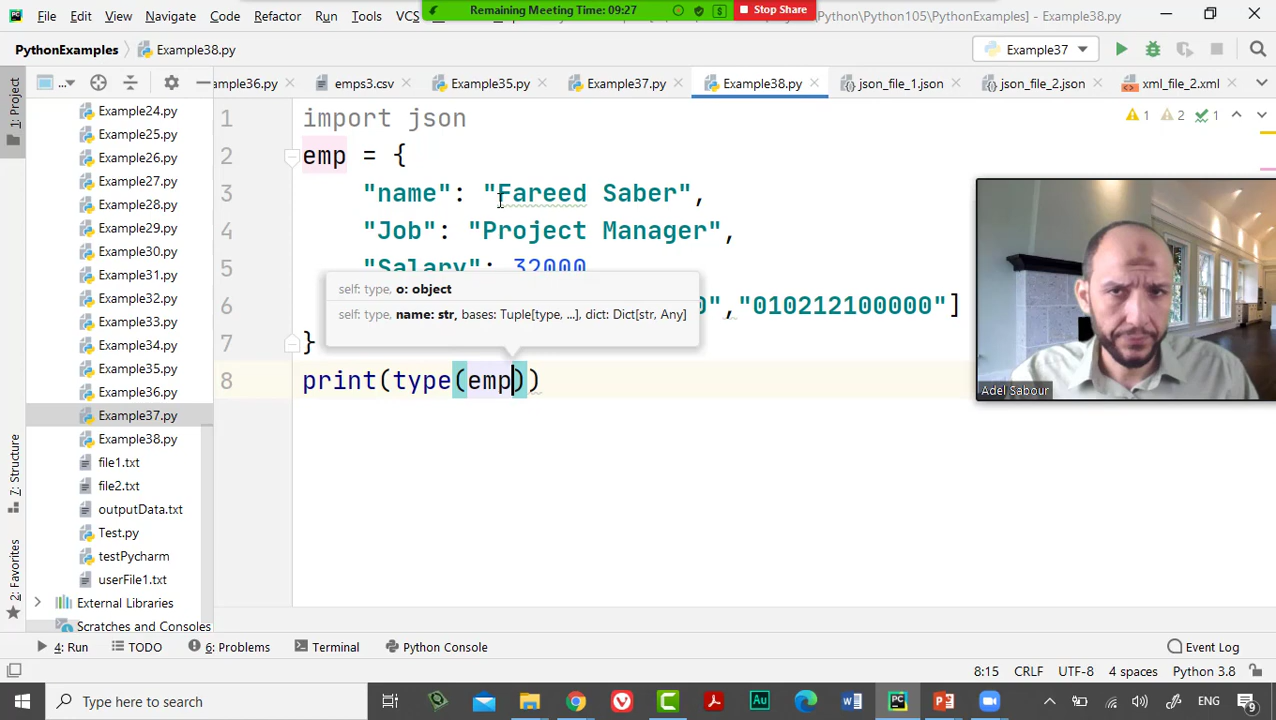 Remaining Meeting Time: 09:27
Stop Share
File Edit View Navigate Code Refactor Run Tools VCS
\Python\Python105\PythonExamples] - Example38.py
PythonExamples
Example38.py
Example37
ample36.py
emps3.csv
Example35.py
Example37.py
Example38.py
json_file_1.json
json_file_2.json
xml_file_2.xml
1: Project
Example24.py
Example25.py
Example26.py
Example27.py
Example28.py
Example29.py
Example30.py
Example31.py
Example32.py
Example33.py
Example34.py
Example35.py
Example36.py
Example37.py
Example38.py
file1.txt
file2.txt
outputData.txt
Test.py
testPycharm
userFile1.txt
External Libraries
Scratches and Consoles
7: Structure
2: Favorites
1 import json
2 emp = {
3 "name": "Fareed Saber",
4 "Job": "Project Manager",
5 "Salary": 32000
6 0","010212100000"]
7 }
8 print(type(emp))
self: type, o: object
self: type, name: str, bases: Tuple[type, ...], dict: Dict[str, Any]
1 2 1
Adel Sabour
4: Run
TODO
6: Problems
Terminal
Python Console
Event Log
8:15 CRLF UTF-8 4 spaces Python 3.8
Type here to search
ENG
9